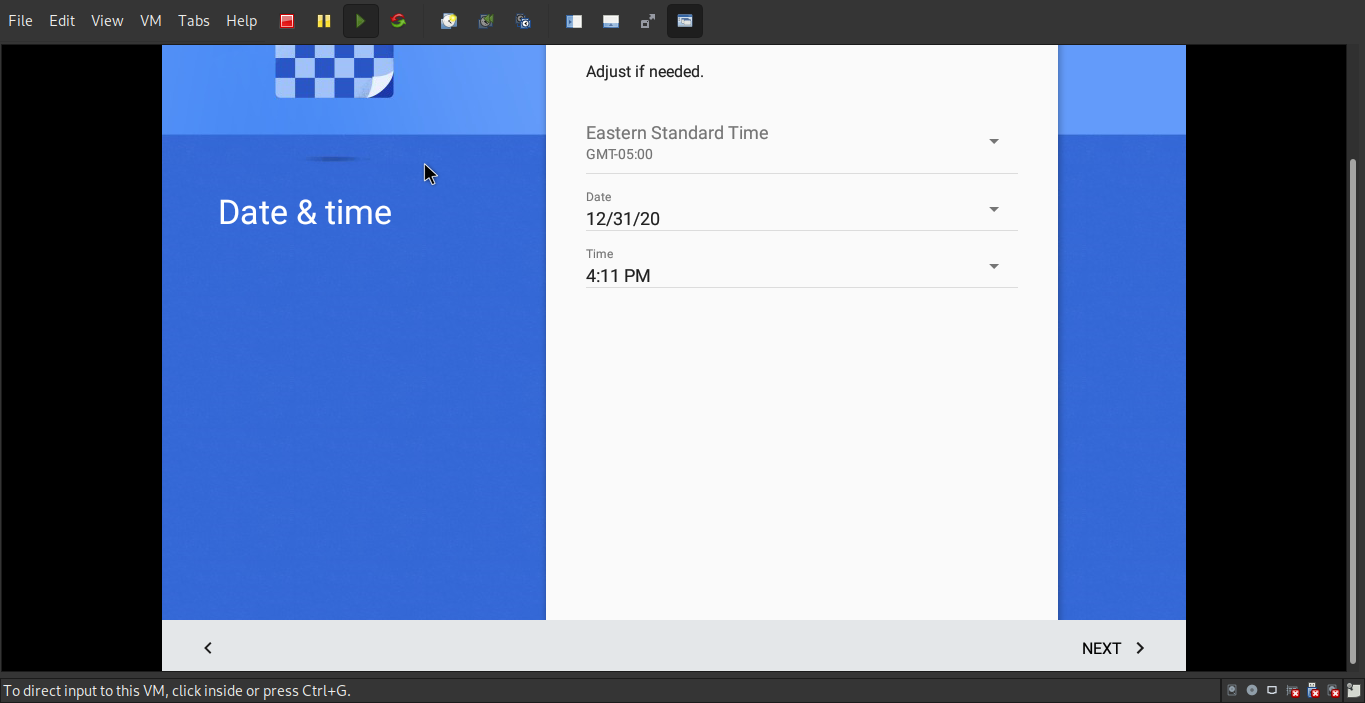 File Edit View VM Tabs Help
Adjust if needed.
Eastern Standard Time
GMT-05:00
Date & time
Date
12/31/20
Time
4:11 PM
NEXT
To direct input to this VM, click inside or press Ctrl+G.